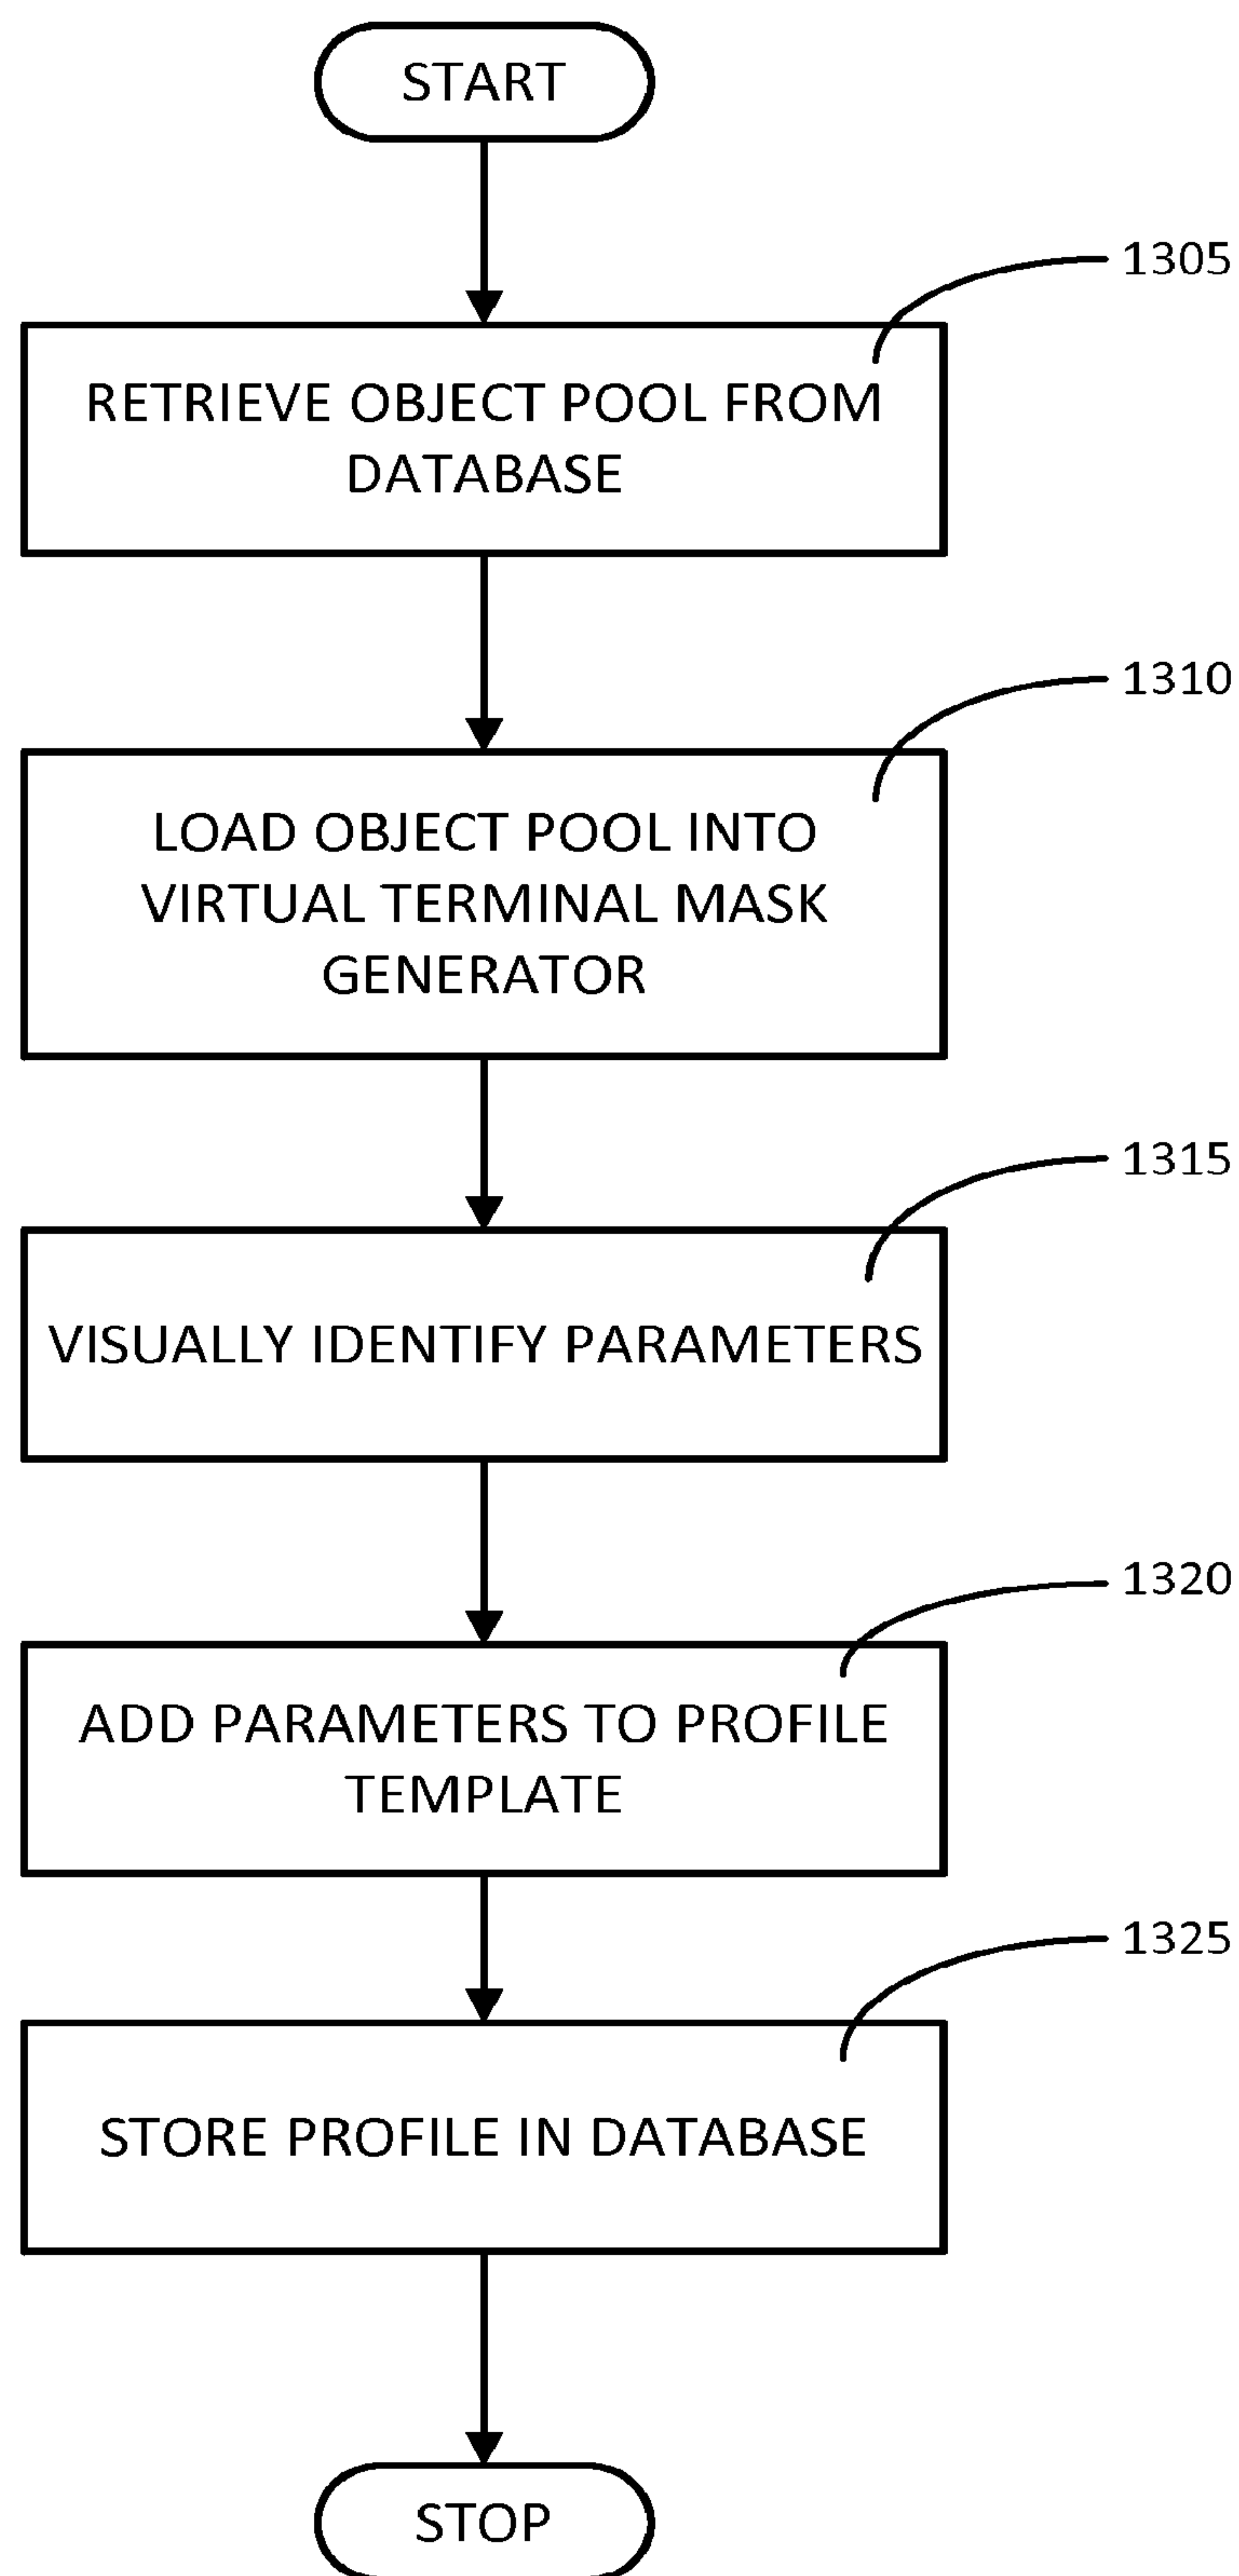 START
1305
RETRIEVE OBJECT POOL FROM
DATABASE
1310
LOAD OBJECT POOL INTO
VIRTUAL TERMINAL MASK
GENERATOR
1315
VISUALLY IDENTIFY PARAMETERS
1320
ADD PARAMETERS TO PROFILE
TEMPLATE
1325
STORE PROFILE IN DATABASE
STOP